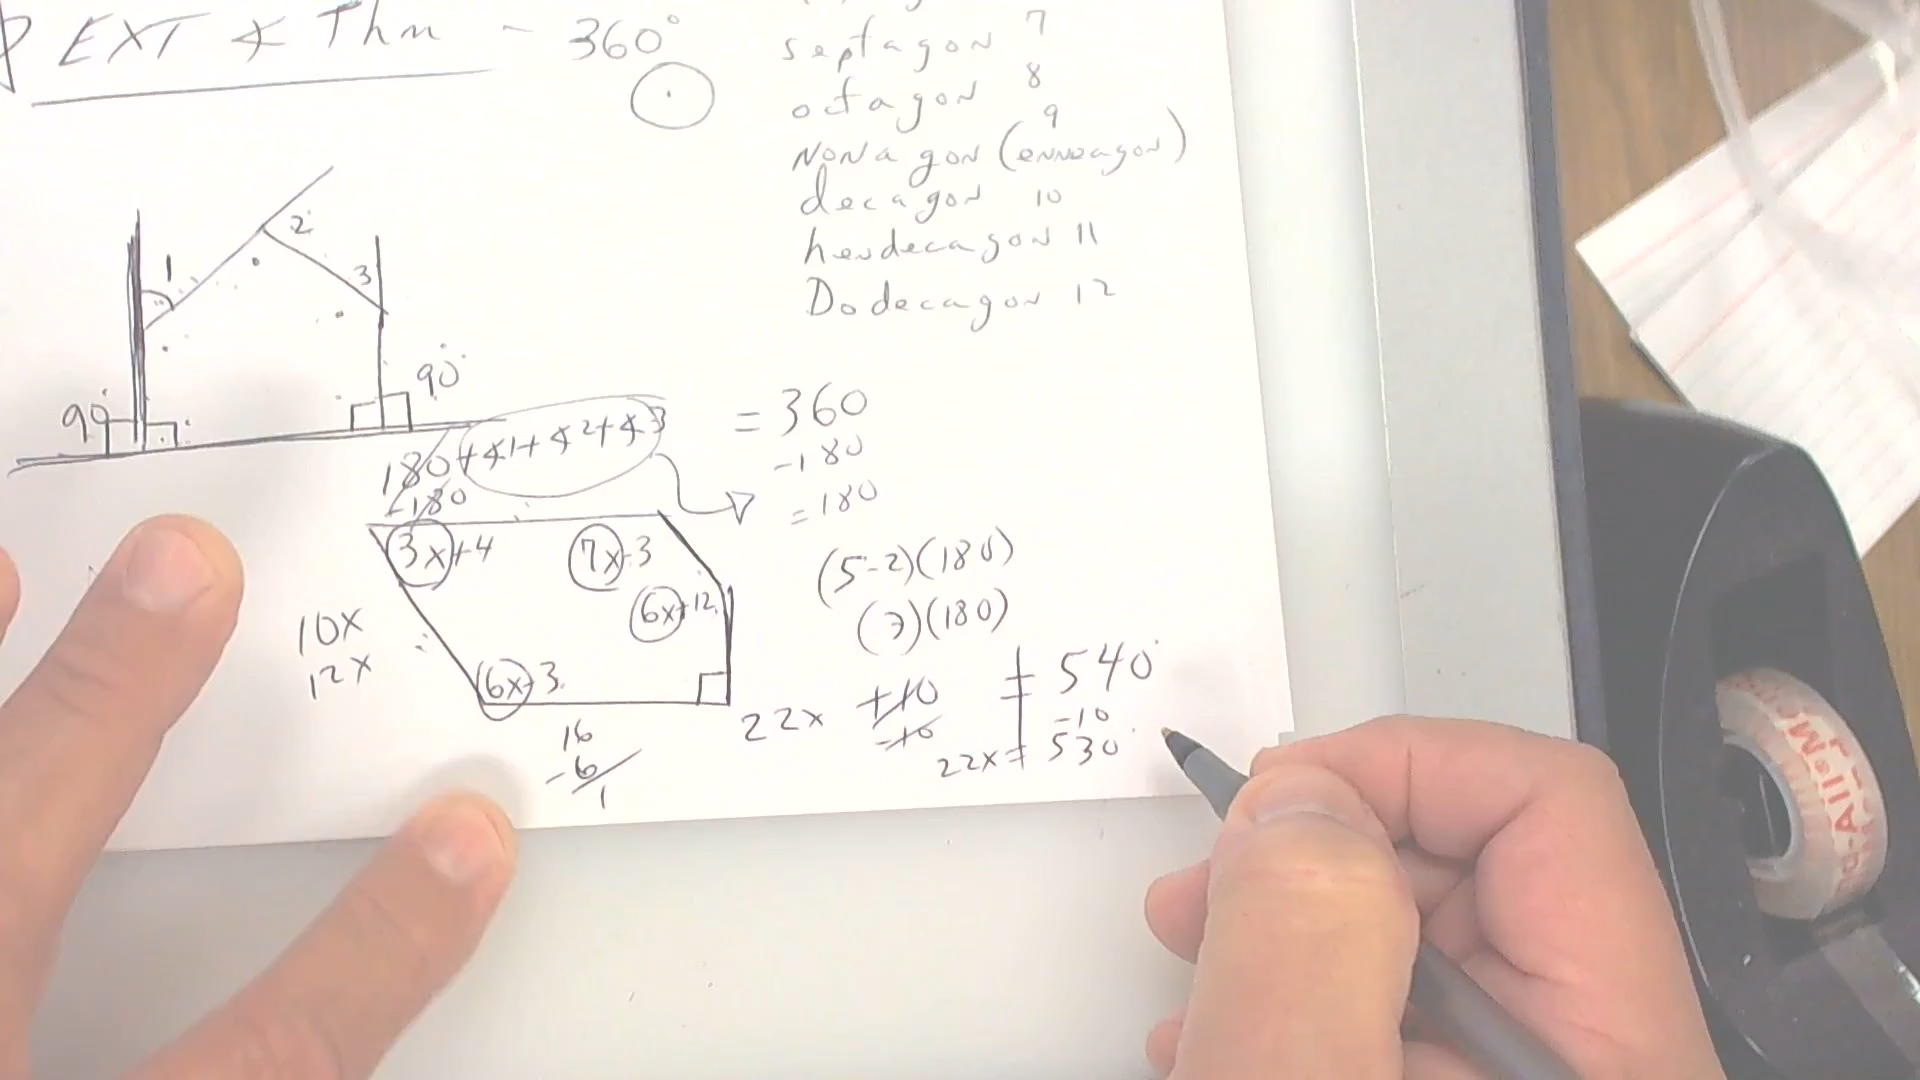 EXT ∡ Thm - 360°
septagon 7
octagon 8
NoNagon (enneagon) 9
decagon 10
hendecagon 11
Dodecagon 12
1
2
3
90°
90°
180+∡1+∡2+∡3 = 360
-180 -180
= 180
3x+4
7x-3
6x+12
6x-3
10x
12x
16
-6
1
(5-2)(180)
(3)(180)
22x +10 = 540°
-10 -10
22x = 530